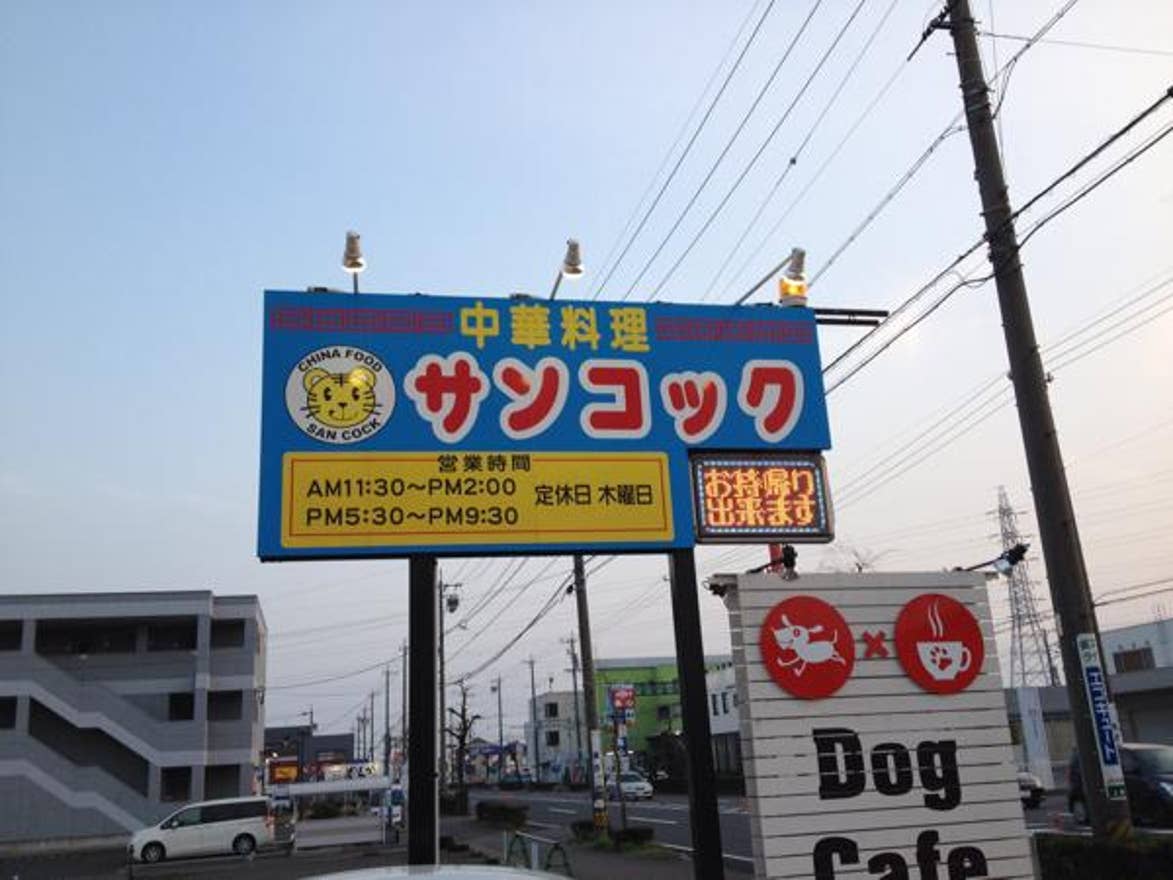 中華料理
CHINA FOOD
SAN COCK
サンコック
営業時間
AM11:30～PM2:00
PM5:30～PM9:30
定休日 木曜日
お持帰り
出来ます
Dog
Cafe